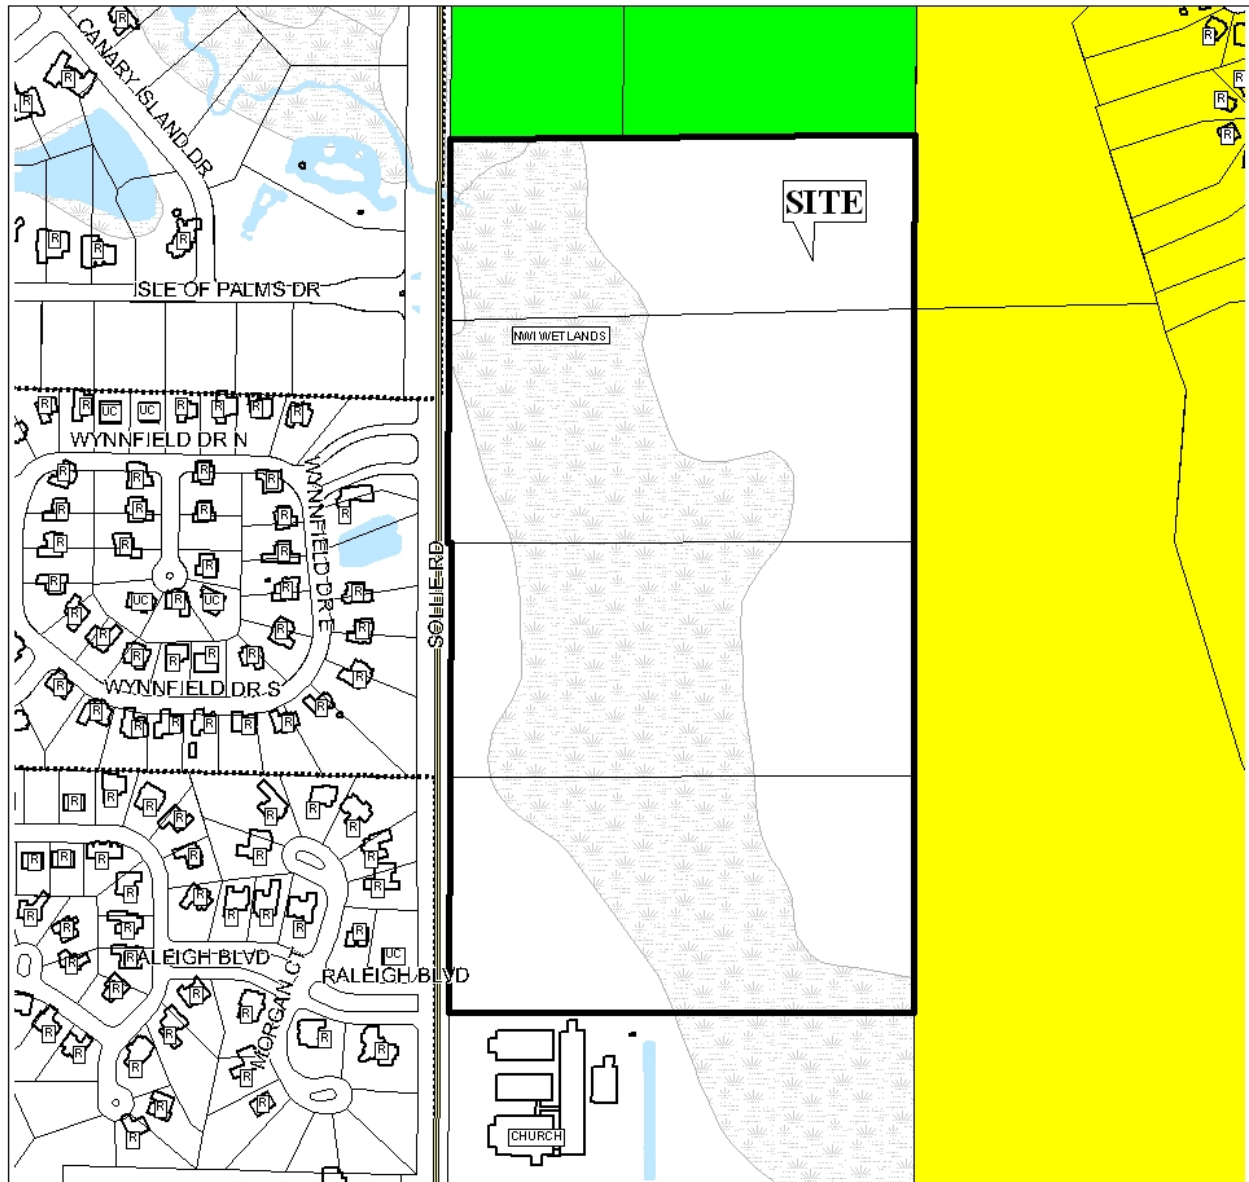 CANARY ISLAND DR
SITE
ISLE OF PALMS DR
NWI WETLANDS
WYNNFIELD DR N
WYNNFIELD DR E
SOLLIE RD
WYNNFIELD DR S
RALEIGH BLVD
RALEIGH BLVD
MORGAN CT
CHURCH
R
UC